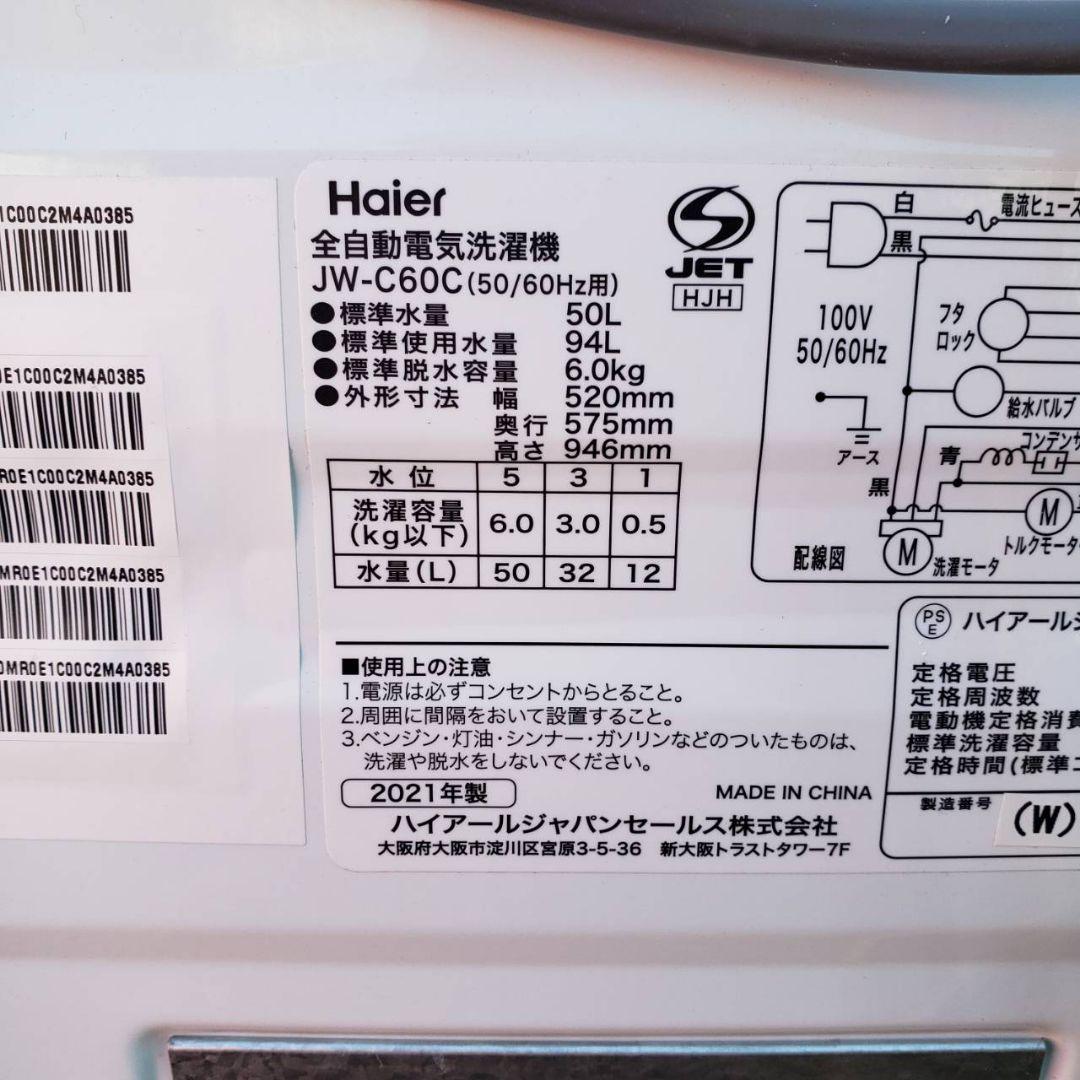 1C00C2M4A0385
0E1C00C2M4A0385
R0E1C00C2M4A0385
MR0E1C00C2M4A0385
0MR0E1C00C2M4A0385
Haier
全自動電気洗濯機
JW-C60C(50/60Hz用)
●標準水量 50L
●標準使用水量 94L
●標準脱水容量 6.0kg
●外形寸法 幅 520mm
奥行 575mm
高さ 946mm
JET
HJH
水位 5 3 1
洗濯容量(kg以下) 6.0 3.0 0.5
水量(L) 50 32 12
白
電流ヒューズ
黒
100V
50/60Hz
フタ
ロック
給水バルブ
アース
青
コンデンサ
黒
M
トルクモータ
M
洗濯モータ
配線図
■使用上の注意
1.電源は必ずコンセントからとること。
2.周囲に間隔をおいて設置すること。
3.ベンジン・灯油・シンナー・ガソリンなどのついたものは、
洗濯や脱水をしないでください。
2021年製
MADE IN CHINA
ハイアールジャパンセールス株式会社
大阪府大阪市淀川区宮原3-5-36 新大阪トラストタワー7F
PS
E
ハイアールジ
定格電圧
定格周波数
電動機定格消費
標準洗濯容量
定格時間(標準コ
製造番号
(W)